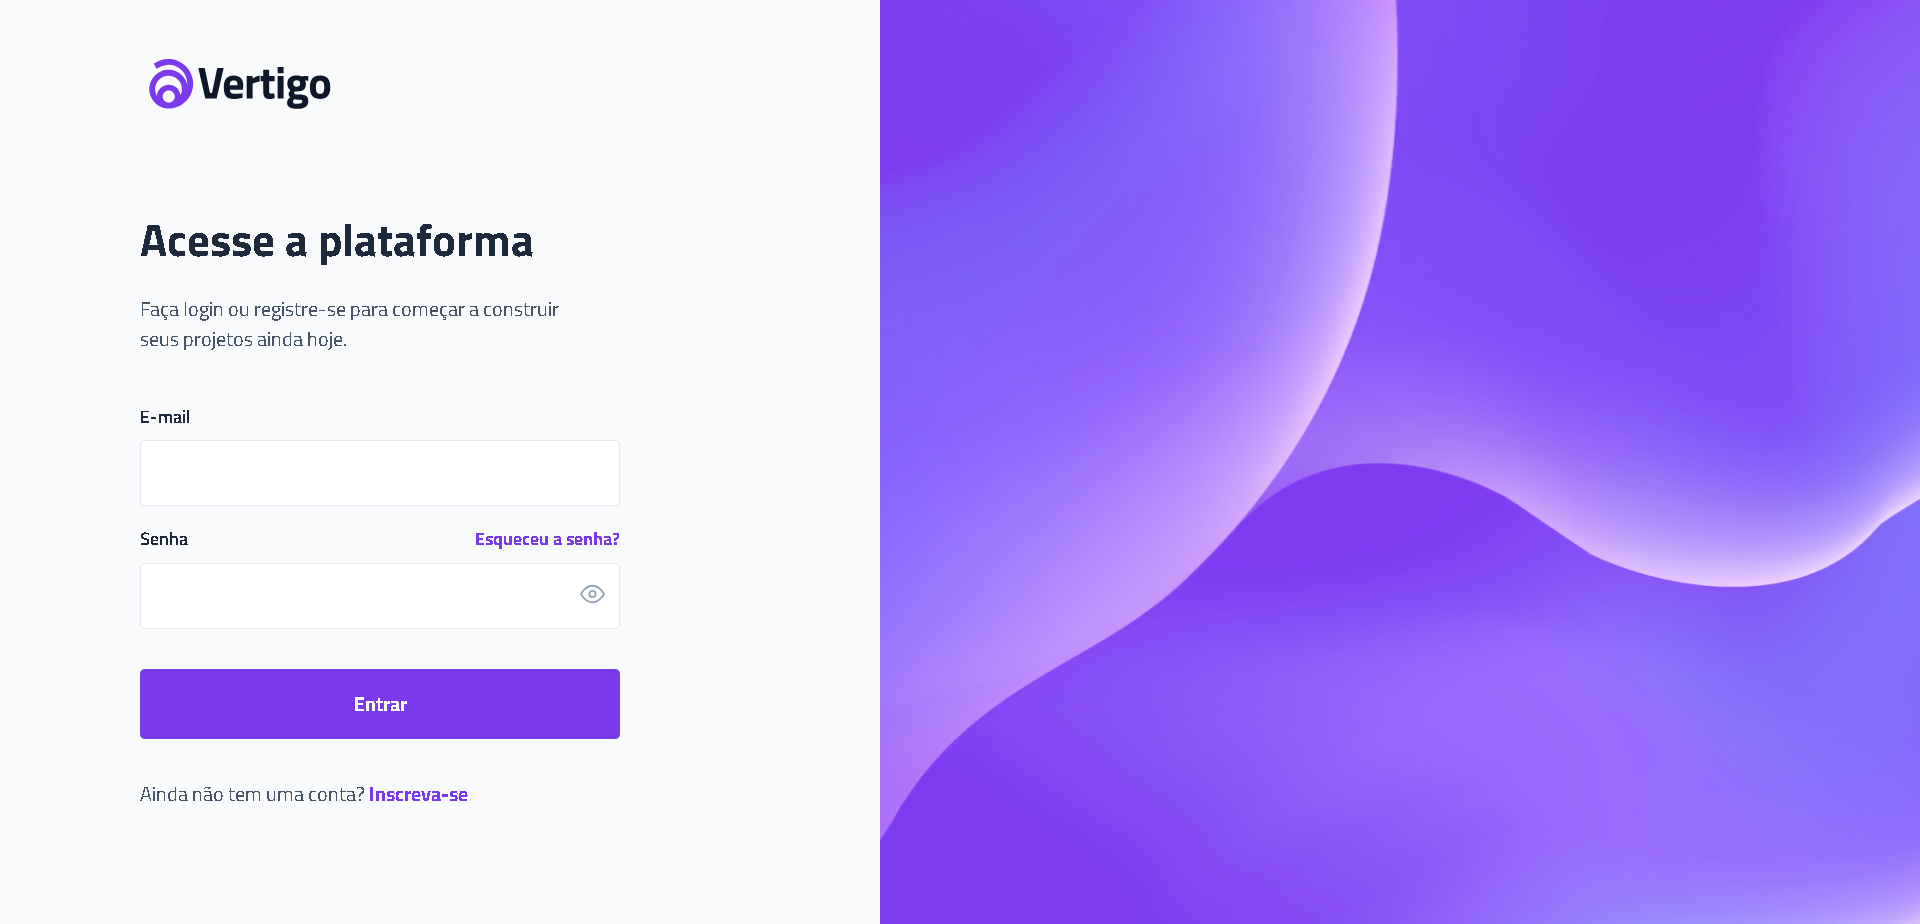 Vertigo
Acesse a plataforma
Faça login ou registre-se para começar a construir
seus projetos ainda hoje.
E-mail
Senha
Esqueceu a senha?
Entrar
Ainda não tem uma conta? Inscreva-se